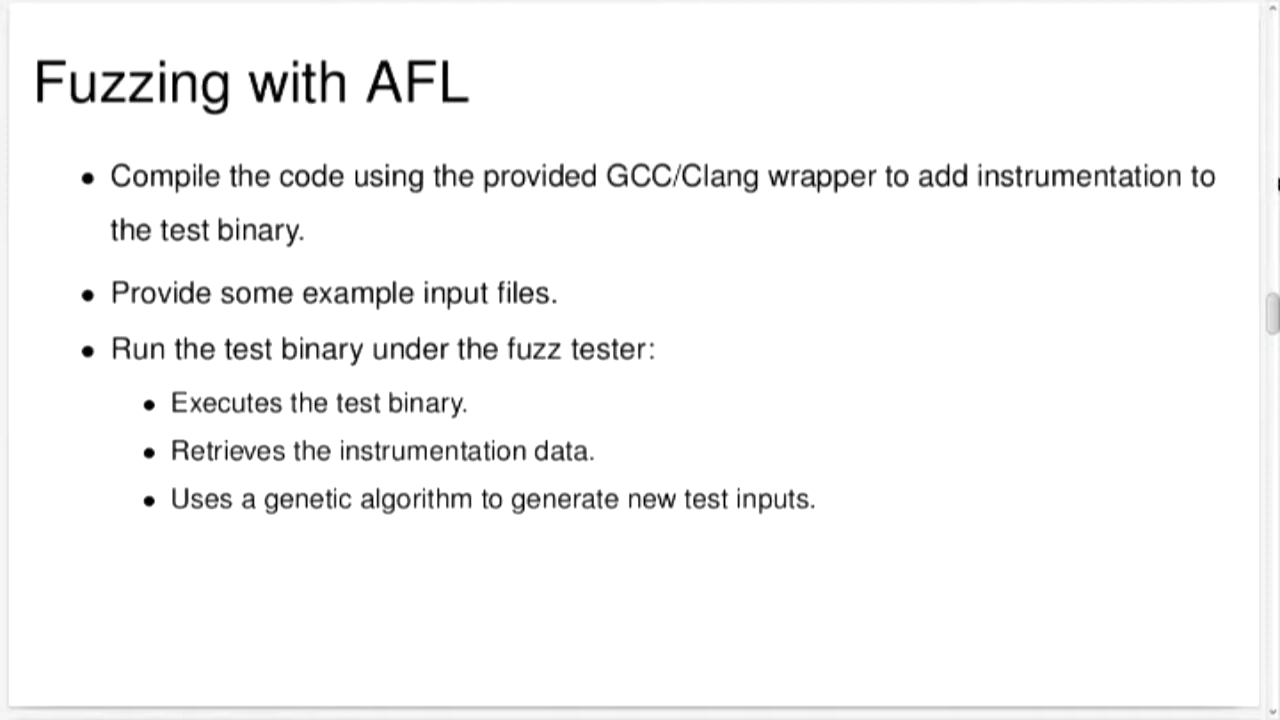 Fuzzing with AFL
• Compile the code using the provided GCC/Clang wrapper to add instrumentation to
the test binary.
• Provide some example input files.
• Run the test binary under the fuzz tester:
• Executes the test binary.
• Retrieves the instrumentation data.
• Uses a genetic algorithm to generate new test inputs.